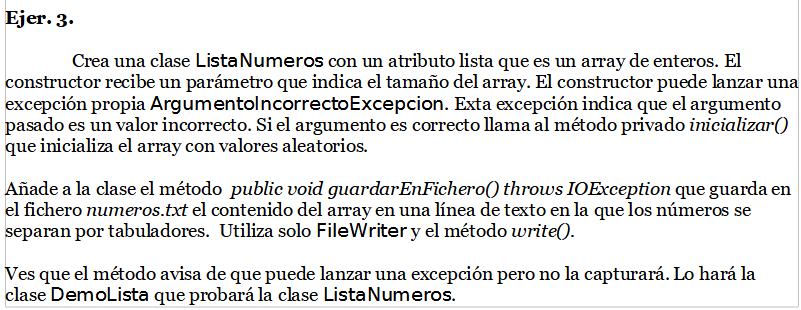 Ejer. 3.
Crea una clase ListaNumeros con un atributo lista que es un array de enteros. El
constructor recibe un parámetro que indica el tamaño del array. El constructor puede lanzar una
excepción propia ArgumentoIncorrectoExcepcion. Exta excepción indica que el argumento
pasado es un valor incorrecto. Si el argumento es correcto llama al método privado inicializar()
que inicializa el array con valores aleatorios.
Añade a la clase el método public void guardarEnFichero() throws IOException que guarda en
el fichero numeros.txt el contenido del array en una línea de texto en la que los números se
separan por tabuladores. Utiliza solo FileWriter y el método write().
Ves que el método avisa de que puede lanzar una excepción pero no la capturará. Lo hará la
clase DemoLista que probará la clase ListaNumeros.